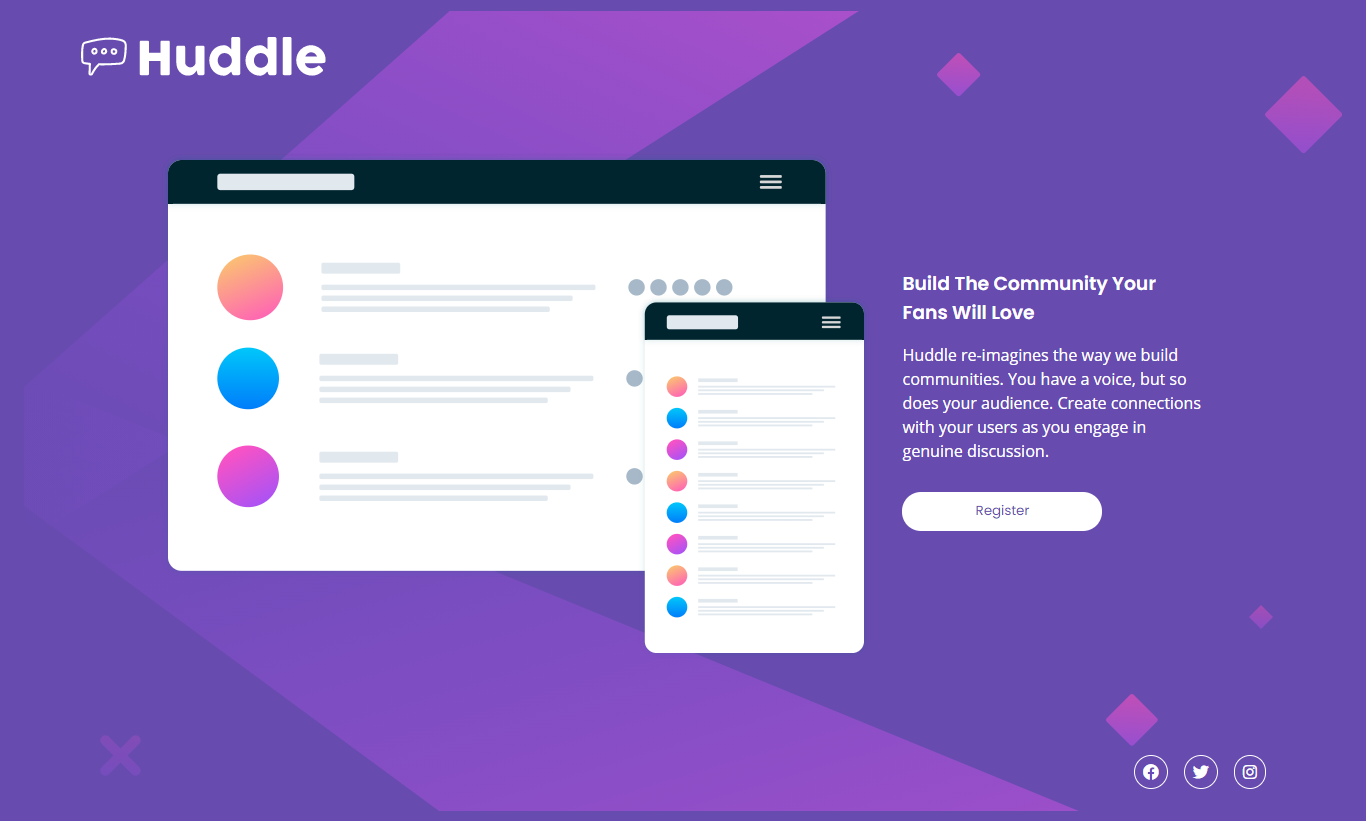 Huddle
Build The Community Your
Fans Will Love
Huddle re-imagines the way we build
communities. You have a voice, but so
does your audience. Create connections
with your users as you engage in
genuine discussion.
Register